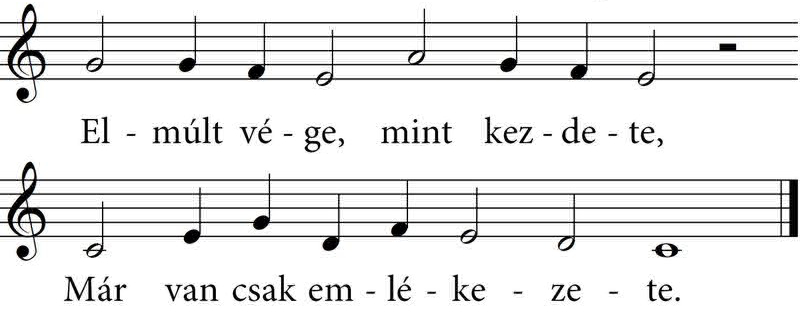 El - múlt vé - ge, mint kez - de - te,
Már van csak em - lé - ke - ze - te.